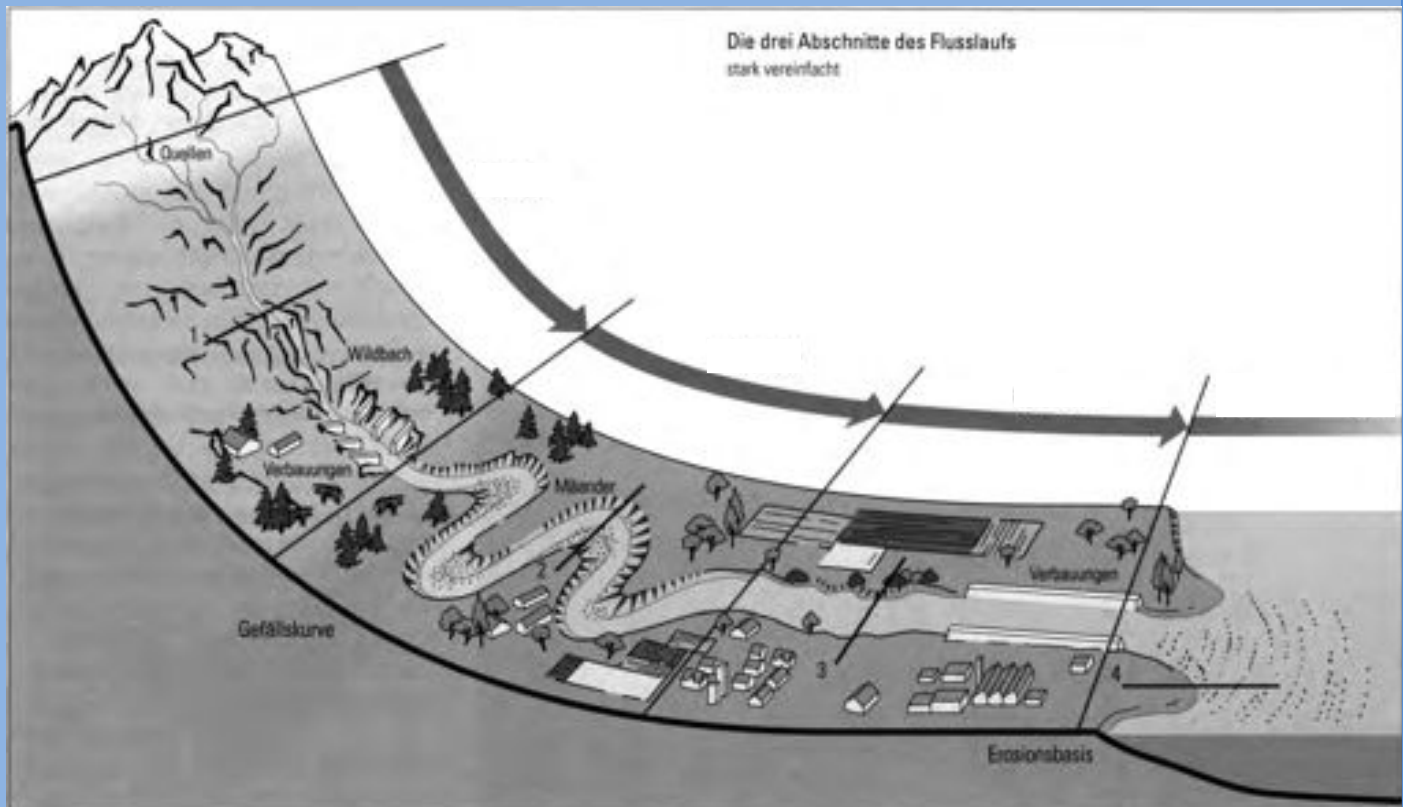 Die drei Abschnitte des Flusslaufs
stark vereinfacht
Quellen
1
Wildbach
Verbauungen
Mäander
2
Verbauungen
Gefällskurve
3
4
Erosionsbasis